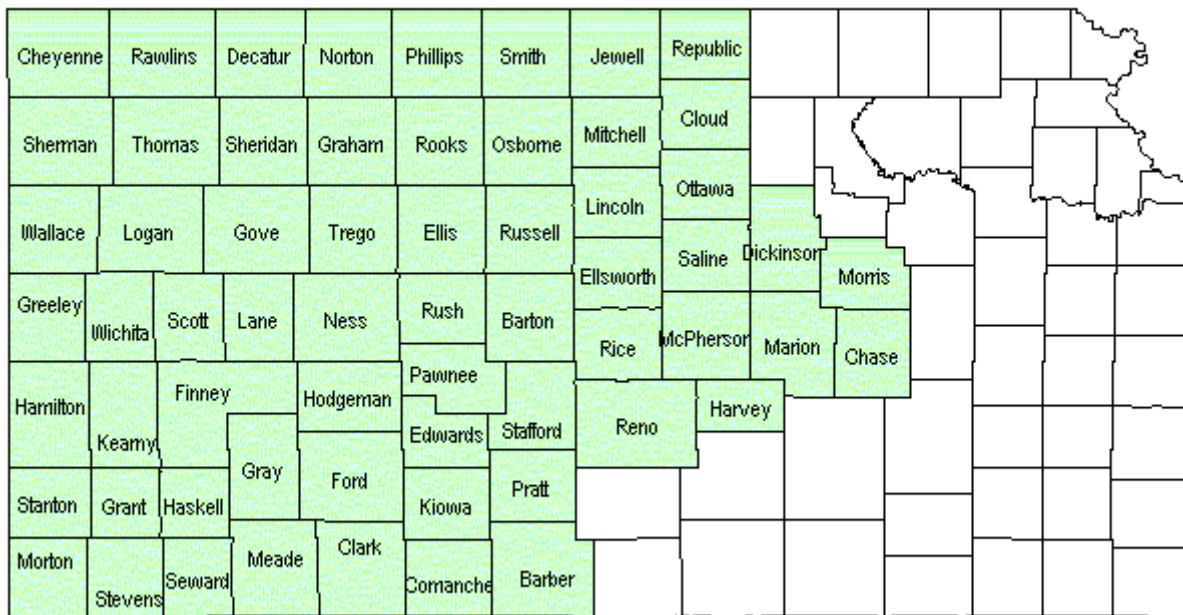 Cheyenne Rawlins Decatur Norton Phillips Smith Jewell Republic
Sherman Thomas Sheridan Graham Rooks Osborne Mitchell Cloud
Wallace Logan Gove Trego Ellis Russell Lincoln Ottawa
Ellsworth Saline Dickinson Morris
Greeley Wichita Scott Lane Ness Rush Barton Rice McPherson Marion Chase
Hamilton Kearny Finney Hodgeman Pawnee Edwards Stafford Reno Harvey
Stanton Grant Haskell Gray Ford Kiowa Pratt
Morton Stevens Seward Meade Clark Comanche Barber